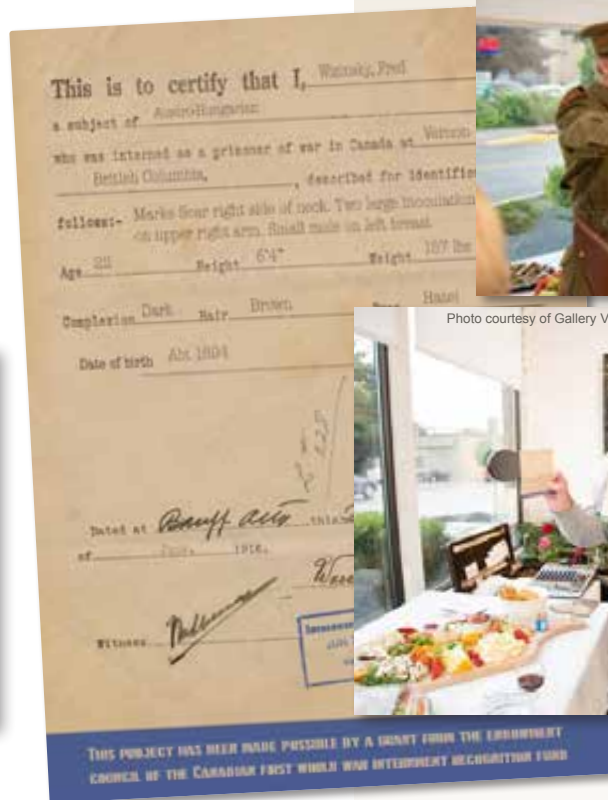 This is to certify that I, Wozinsky, Fred
a subject of Austro-Hungarian
who was interned as a prisoner of war in Canada at Vernon
British Columbia, , described for identific
follows:- Marks Scar right side of neck. Two large inoculation
on upper right arm. Small mole on left breast.
Age 22 Height 6'4" Weight 167 lbs
Complexion Dark Hair Brown Hazel
Date of birth Abt 1894
Dated at Banff Alta this
of 1916.
Witness
Photo courtesy of Gallery V
THIS PROJECT HAS BEEN MADE POSSIBLE BY A GRANT FROM THE ENDOWMENT
COUNCIL OF THE CANADIAN FIRST WORLD WAR INTERNMENT RECOGNITION FUND